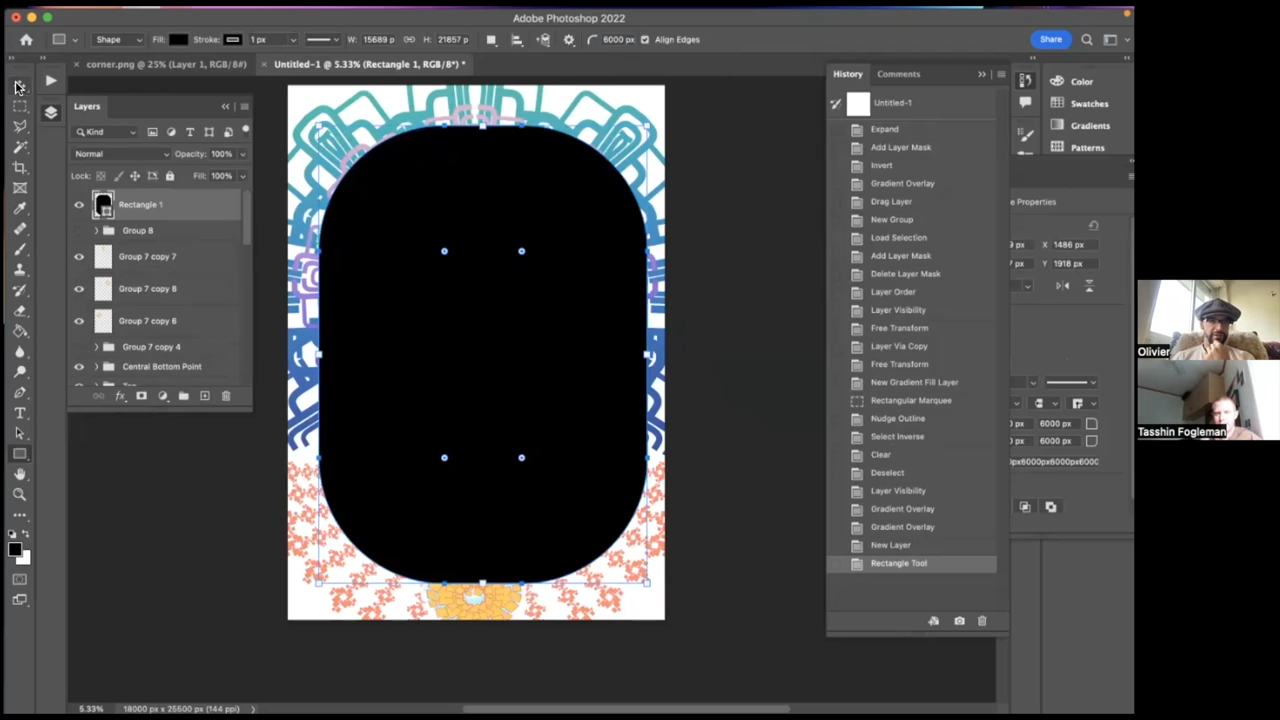 Adobe Photoshop 2022
Shape Fill: Stroke: 1 px W: 15689 p H: 21857 p 6000 px Align Edges Share
corner.png @ 25% (Layer 1, RGB/8#) Untitled-1 @ 5.33% (Rectangle 1, RGB/8*) *
Layers
Kind
Normal Opacity: 100%
Lock: Fill: 100%
Rectangle 1
Group 8
Group 7 copy 7
Group 7 copy 8
Group 7 copy 6
Group 7 copy 4
Central Bottom Point
History Comments
Untitled-1
Expand
Add Layer Mask
Invert
Gradient Overlay
Drag Layer
New Group
Load Selection
Add Layer Mask
Delete Layer Mask
Layer Order
Layer Visibility
Free Transform
Layer Via Copy
Free Transform
New Gradient Fill Layer
Rectangular Marquee
Nudge Outline
Select Inverse
Clear
Deselect
Layer Visibility
Gradient Overlay
Gradient Overlay
New Layer
Rectangle Tool
Color
Swatches
Gradients
Patterns
Properties
X 1486 px
Y 1918 px
6000 px 6000 px
6000 px 6000 px
0px6000px6000px6000
5.33% 18000 px x 25500 px (144 ppi)
Olivier
Tasshin Fogleman